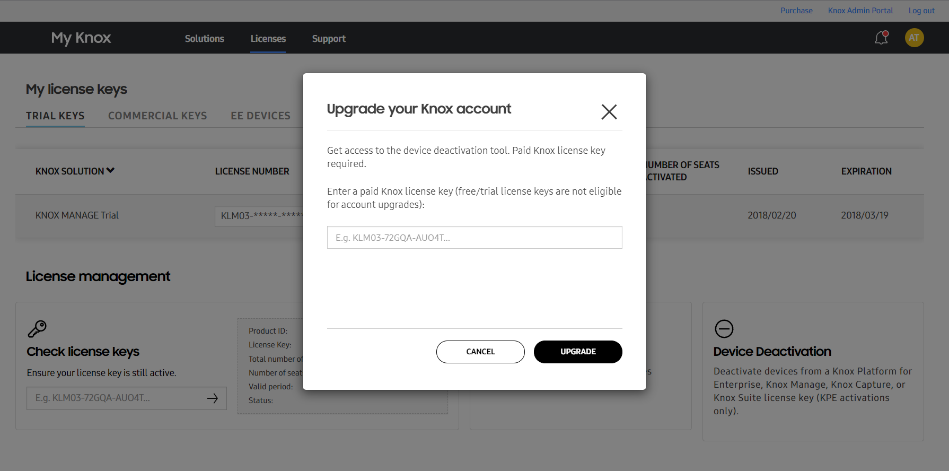 Purchase
Knox Admin Portal
Log out
My Knox
Solutions
Licenses
Support
AT
My license keys
TRIAL KEYS
COMMERCIAL KEYS
EE DEVICES
KNOX SOLUTION
LICENSE NUMBER
NUMBER OF SEATS
ACTIVATED
ISSUED
EXPIRATION
KNOX MANAGE Trial
KLM03-*****-****
2018/02/20
2018/03/19
Upgrade your Knox account
Get access to the device deactivation tool. Paid Knox license key
required.
Enter a paid Knox license key (free/trial license keys are not eligible
for account upgrades):
E.g. KLM03-72GQA-AUO4T...
CANCEL
UPGRADE
License management
Check license keys
Ensure your license key is still active.
E.g. KLM03-72GQA-AUO4T...
Product ID:
License Key:
Total number of
Number of seat
Valid period:
Status:
Device Deactivation
Deactivate devices from a Knox Platform for
Enterprise, Knox Manage, Knox Capture, or
Knox Suite license key (KPE activations
only).